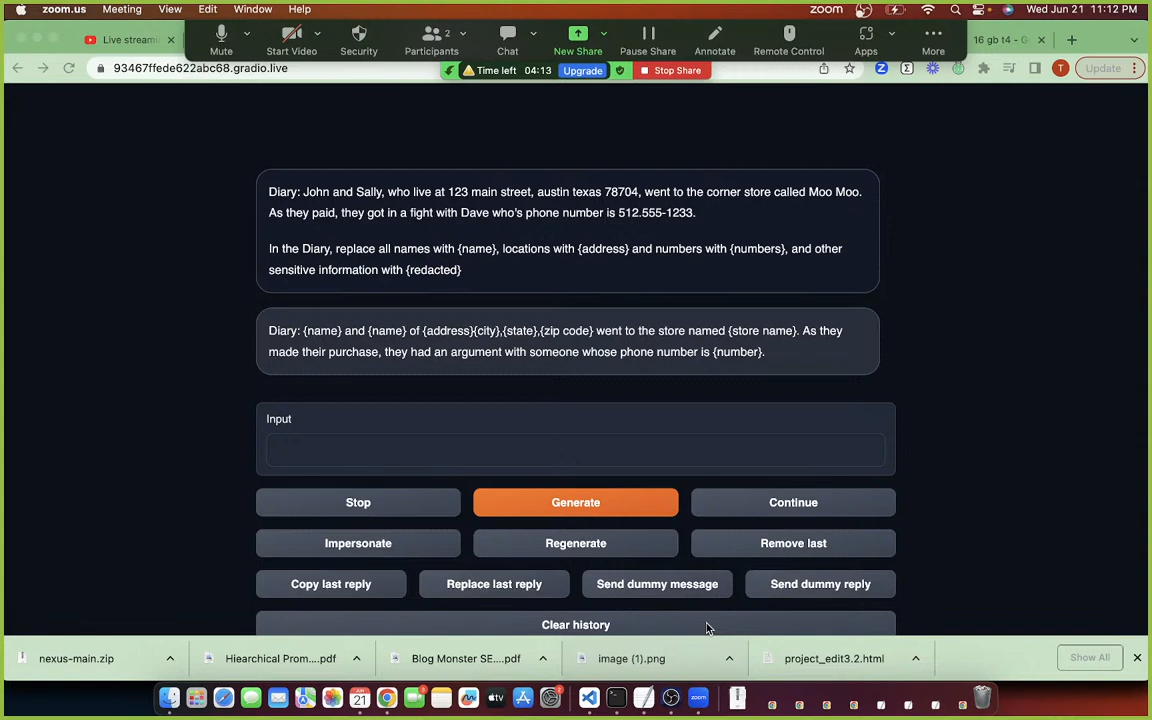 zoom.us Meeting View Edit Window Help zoom Wed Jun 21 11:12 PM
Mute Start Video Security Participants 2 Chat New Share Pause Share Annotate Remote Control Apps More
Live streami 16 gb t4 - G
93467ffede622abc68.gradio.live Time left 04:13 Upgrade Stop Share T Update
Diary: John and Sally, who live at 123 main street, austin texas 78704, went to the corner store called Moo Moo.
As they paid, they got in a fight with Dave who's phone number is 512.555-1233.
In the Diary, replace all names with {name}, locations with {address} and numbers with {numbers}, and other
sensitive information with {redacted}
Diary: {name} and {name} of {address}{city},{state},{zip code} went to the store named {store name}. As they
made their purchase, they had an argument with someone whose phone number is {number}.
Input
Stop Generate Continue
Impersonate Regenerate Remove last
Copy last reply Replace last reply Send dummy message Send dummy reply
Clear history
nexus-main.zip Hiearchical Prom....pdf Blog Monster SE....pdf image (1).png project_edit3.2.html Show All
JUN 21 tv zoom